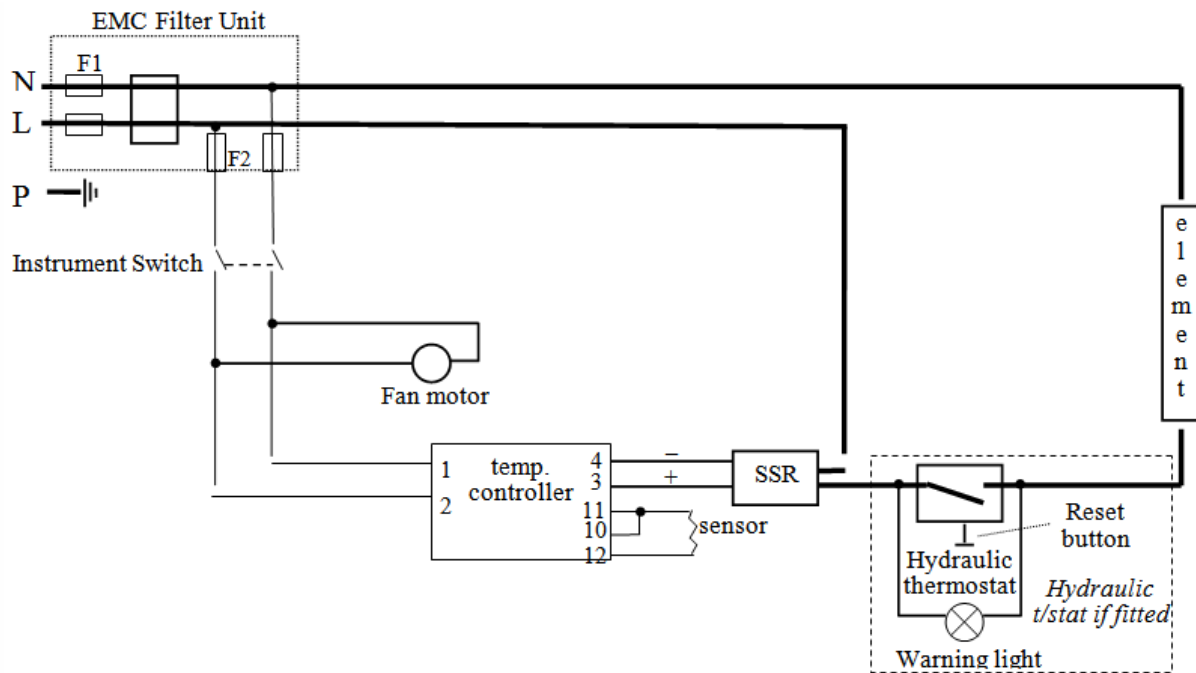 EMC Filter Unit
N
F1
L
F2
P
Instrument Switch
Fan motor
e
l
e
m
e
n
t
temp.
controller
1
2
4
3
11
10
12
–
+
SSR
sensor
Reset
button
Hydraulic
thermostat
Hydraulic
t/stat if fitted
Warning light